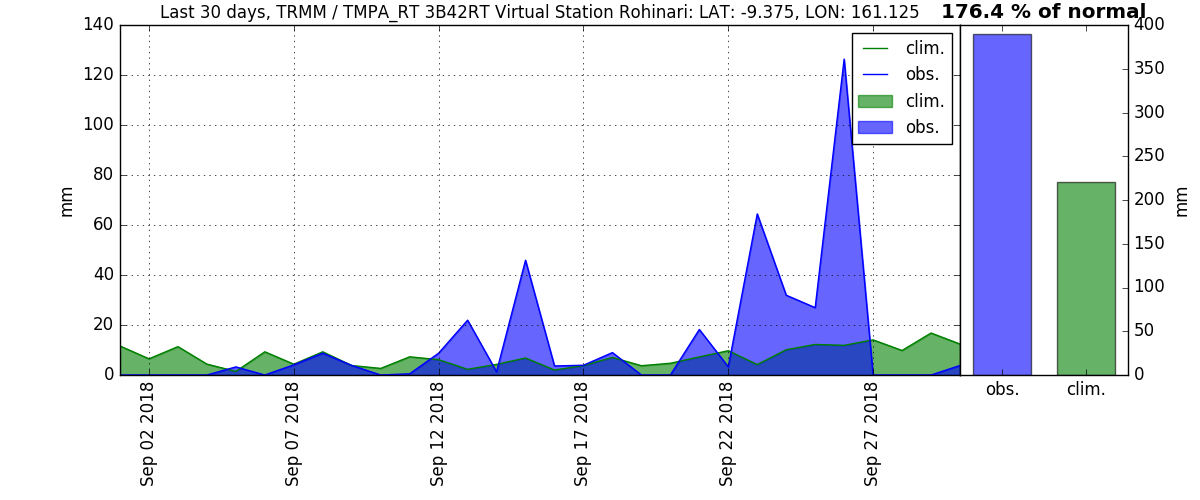 Last 30 days, TRMM / TMPA_RT 3B42RT Virtual Station Rohinari: LAT: -9.375, LON: 161.125
176.4 % of normal
mm
140
120
100
80
60
40
20
0
clim.
obs.
clim.
obs.
Sep 02 2018
Sep 07 2018
Sep 12 2018
Sep 17 2018
Sep 22 2018
Sep 27 2018
400
350
300
250
200
150
100
50
0
mm
obs.
clim.